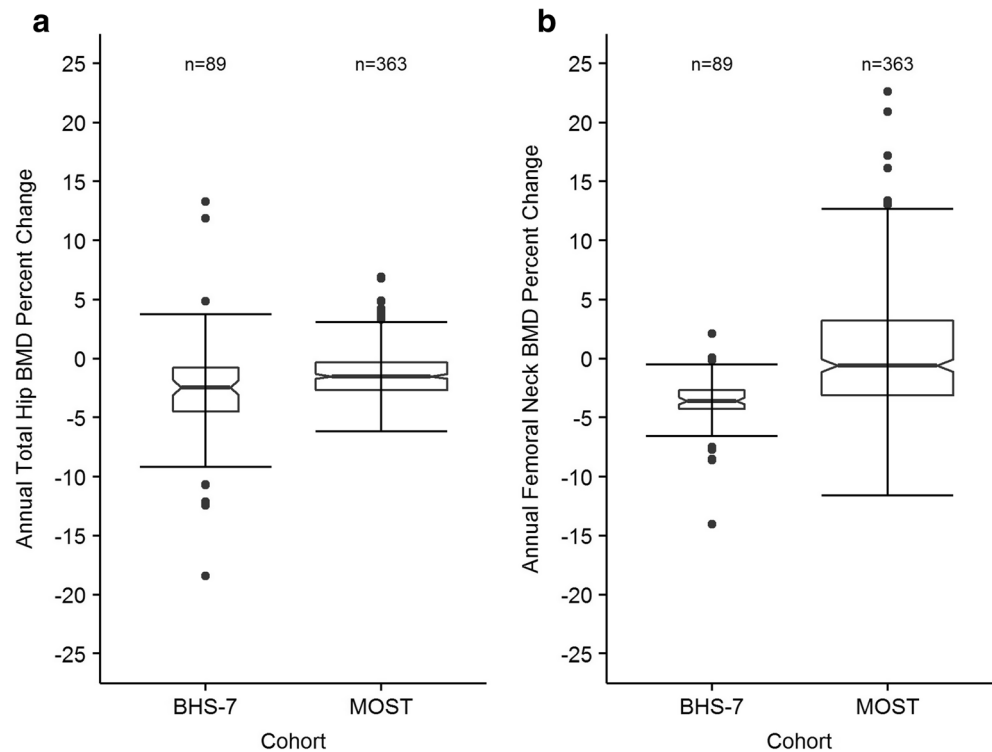 a
Annual Total Hip BMD Percent Change
25
20
15
10
5
0
-5
-10
-15
-20
-25
n=89
n=363
BHS-7
MOST
Cohort
b
Annual Femoral Neck BMD Percent Change
25
20
15
10
5
0
-5
-10
-15
-20
-25
n=89
n=363
BHS-7
MOST
Cohort